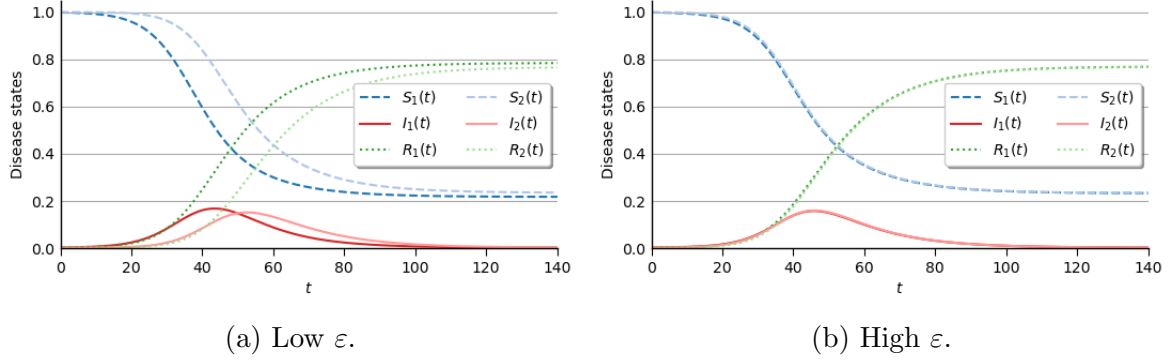 1.0
0.8
0.6
0.4
0.2
0.0
Disease states
S₁(t) S₂(t)
I₁(t) I₂(t)
R₁(t) R₂(t)
0 20 40 60 80 100 120 140
t
(a) Low ε.
1.0
0.8
0.6
0.4
0.2
0.0
Disease states
S₁(t) S₂(t)
I₁(t) I₂(t)
R₁(t) R₂(t)
0 20 40 60 80 100 120 140
t
(b) High ε.